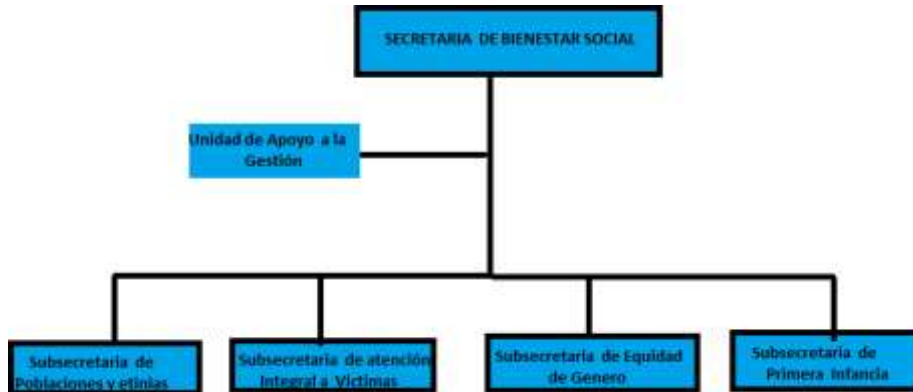 SECRETARIA DE BIENESTAR SOCIAL
Unidad de Apoyo a la
Gestión
Subsecretaria de
Poblaciones y etinias
Subsecretaria de atención
Integral a Victimas
Subsecretaria de Equidad
de Genero
Subsecretaria de
Primera Infancia